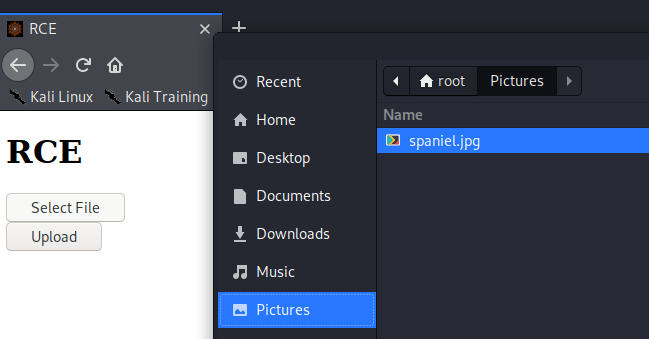 RCE
Kali Linux Kali Training
RCE
Select File
Upload
Recent
Home
Desktop
Documents
Downloads
Music
Pictures
root Pictures
Name
spaniel.jpg